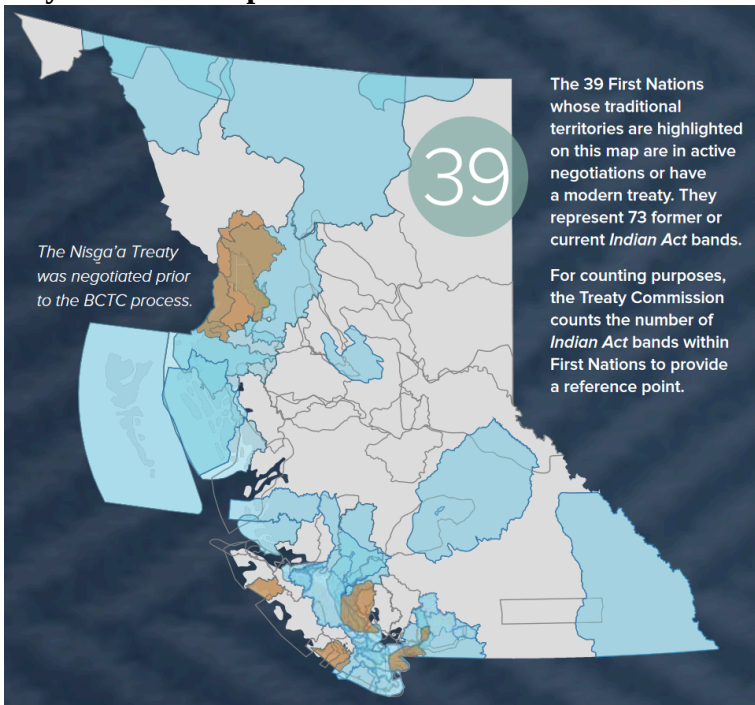 39
The 39 First Nations
whose traditional
territories are highlighted
on this map are in active
negotiations or have
a modern treaty. They
represent 73 former or
current Indian Act bands.
For counting purposes,
the Treaty Commission
counts the number of
Indian Act bands within
First Nations to provide
a reference point.
The Nisga'a Treaty
was negotiated prior
to the BCTC process.